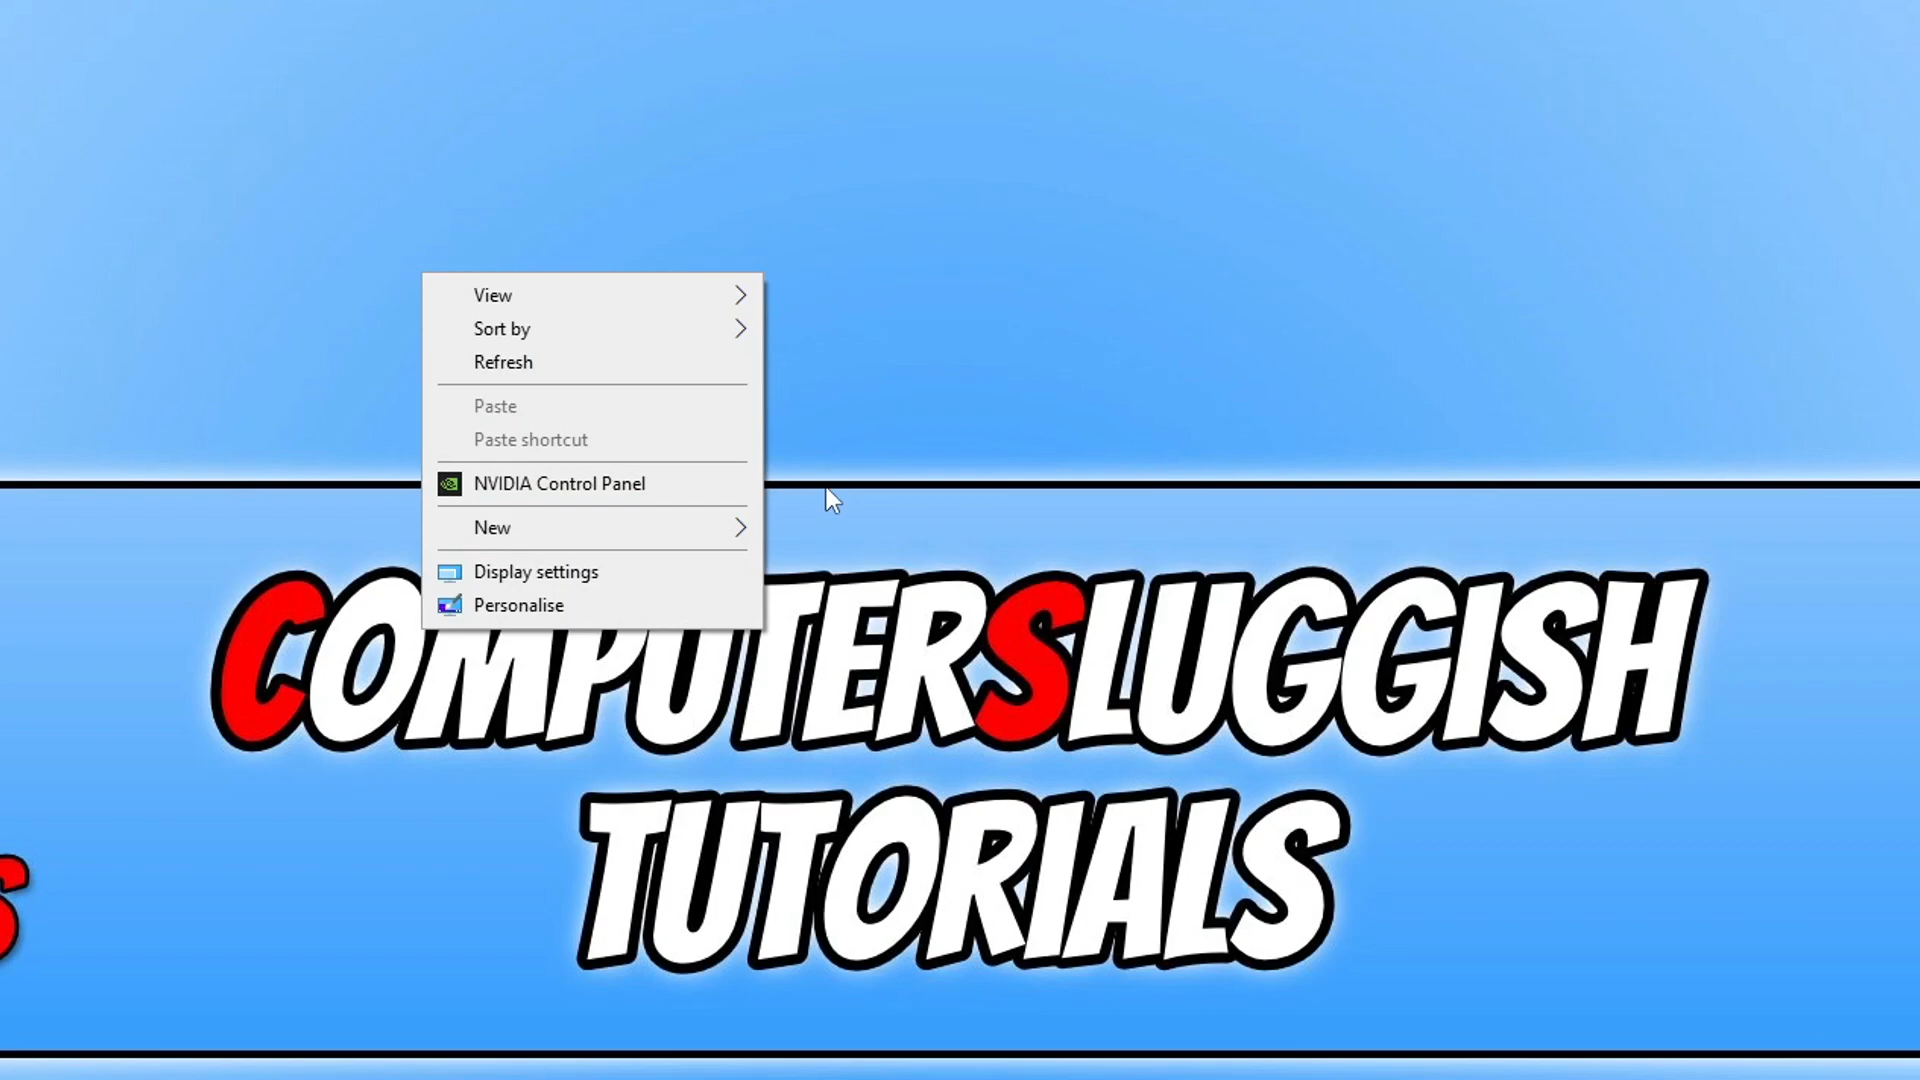 View
Sort by
Refresh
Paste
Paste shortcut
NVIDIA Control Panel
New
Display settings
Personalise
COMPUTERSLUGGISH
TUTORIALS
S